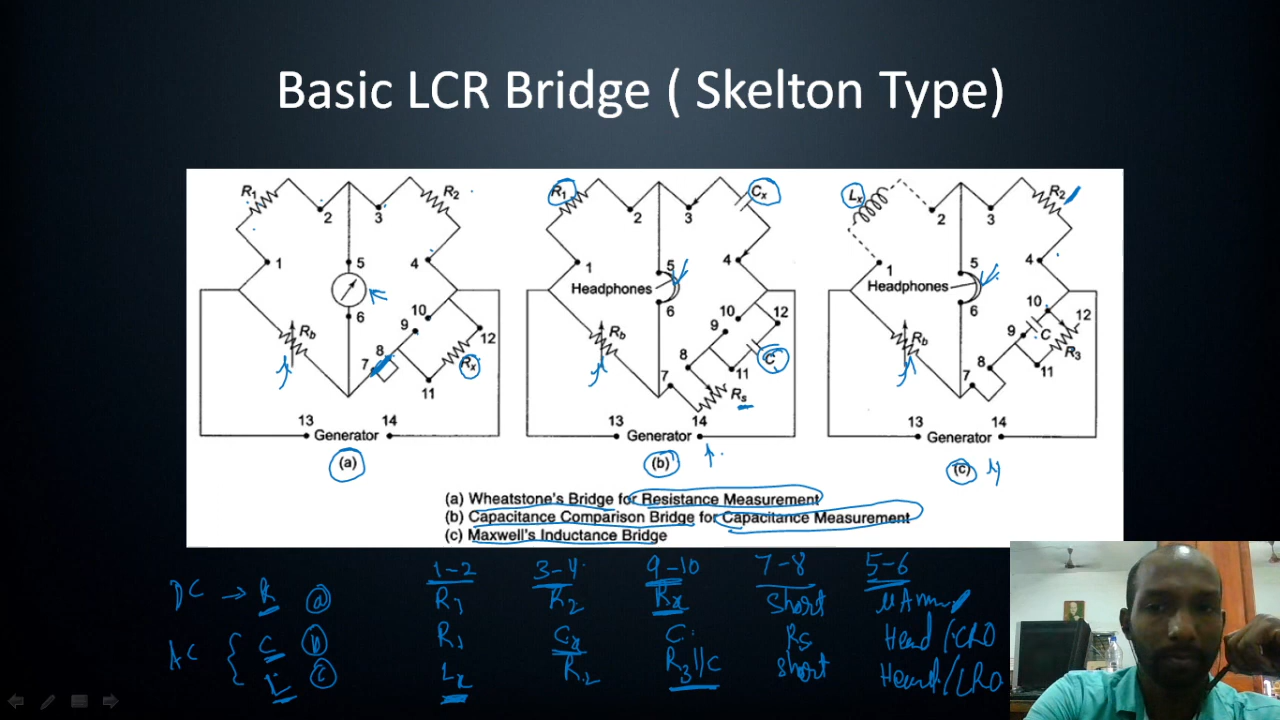 Basic LCR Bridge ( Skelton Type)
R1
2
3
R2
1
5
4
6
Rb
7
8
9
10
11
12
Rx
13
14
Generator
(a)
R1
2
3
Cx
1
5
4
Headphones
6
Rb
7
8
9
10
11
12
C
Rs
13
14
Generator
(b)
Lx
2
3
R2
1
5
4
Headphones
6
Rb
7
8
9
10
C
11
12
R3
13
14
Generator
(c)
(a) Wheatstone's Bridge for Resistance Measurement
(b) Capacitance Comparison Bridge for Capacitance Measurement
(c) Maxwell's Inductance Bridge
1-2 3-4 9-10 7-8 5-6
DC → R (a) R1 R2 Rx short
AC { C (b) R1 Cx C Rs Head/CRO
L (c) Lx R2 R3||C short Head/CRO